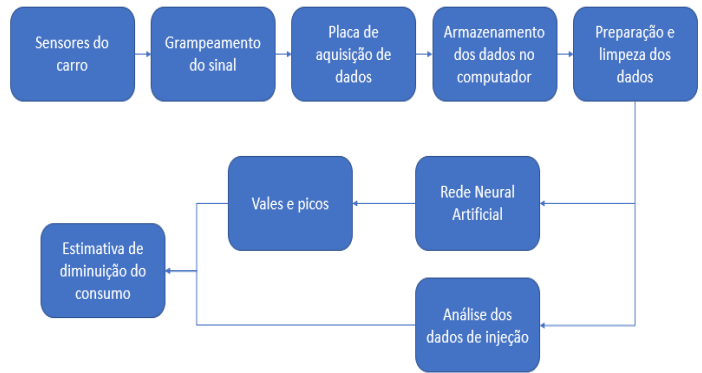 Sensores do
carro
Grampeamento
do sinal
Placa de
aquisição de
dados
Armazenamento
dos dados no
computador
Preparação e
limpeza dos
dados
Vales e picos
Rede Neural
Artificial
Estimativa de
diminuição do
consumo
Análise dos
dados de injeção